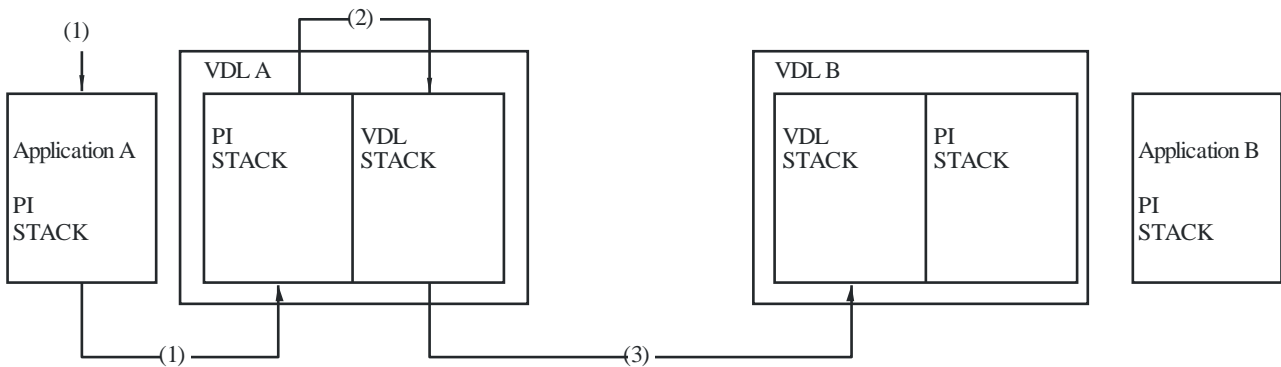 (2)
(1)
VDL A
VDL B
PI
STACK
VDL
STACK
VDL
STACK
PI
STACK
Application A
PI
STACK
Application B
PI
STACK
(1)
(3)